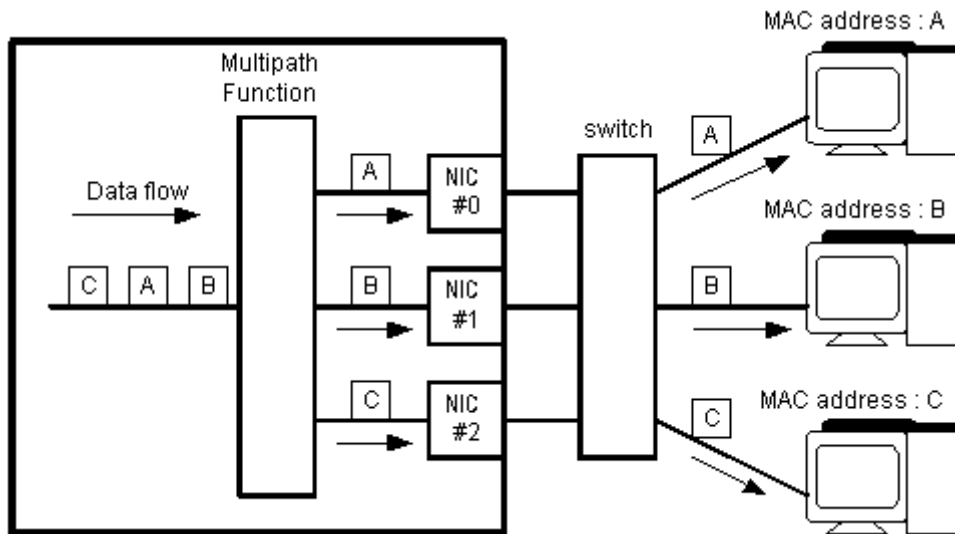 MAC address : A
Multipath
Function
switch
A
A
NIC
#0
Data flow
MAC address : B
C A B
B
NIC
#1
B
MAC address : C
C
NIC
#2
C